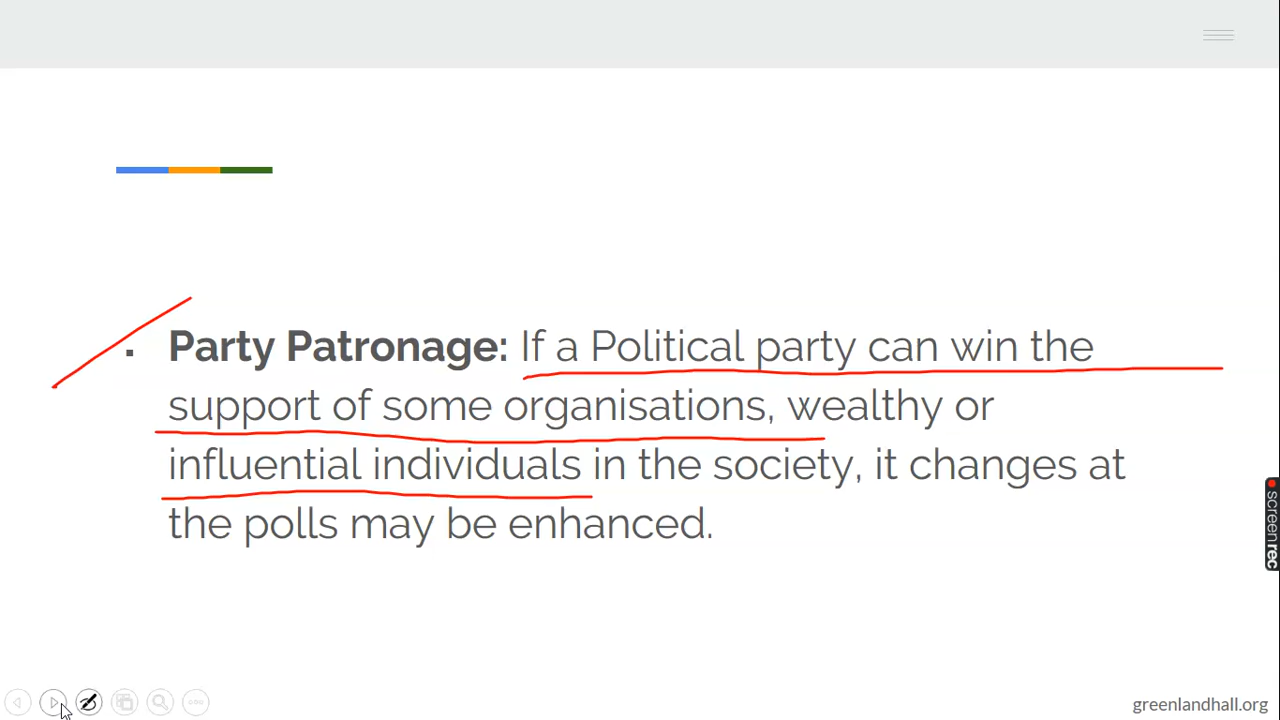 Party Patronage: If a Political party can win the
support of some organisations, wealthy or
influential individuals in the society, it changes at
the polls may be enhanced.
screenrec
greenlandhall.org